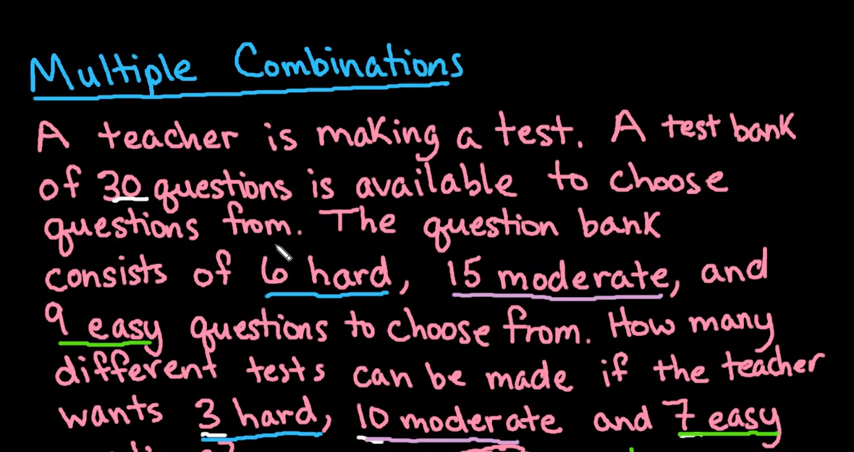 Multiple Combinations
A teacher is making a test. A test bank
of 30 questions is available to choose
questions from. The question bank
consists of 6 hard, 15 moderate, and
9 easy questions to choose from. How many
different tests can be made if the teacher
wants 3 hard, 10 moderate and 7 easy